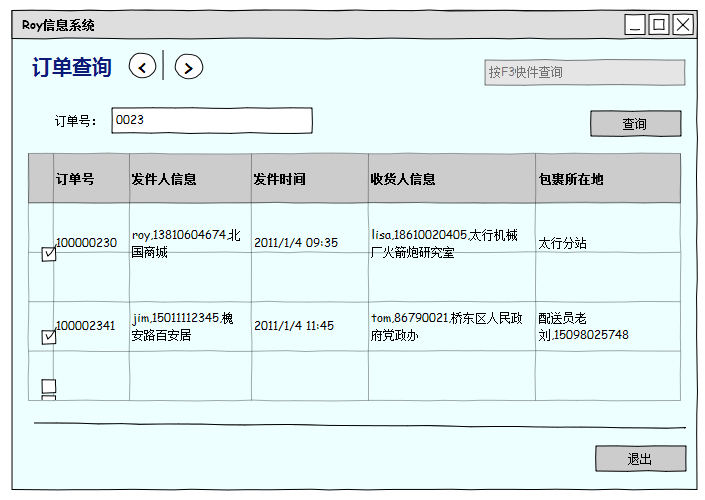 Roy信息系统
订单查询
按F3快件查询
订单号：
0023
查询
订单号
发件人信息
发件时间
收货人信息
包裹所在地
100000230
roy,13810604674,北
国商城
2011/1/4 09:35
lisa,18610020405,太行机械
厂火箭炮研究室
太行分站
100002341
jim,15011112345,槐
安路百安居
2011/1/4 11:45
tom,86790021,桥东区人民政
府党政办
配送员老
刘,15098025748
退出